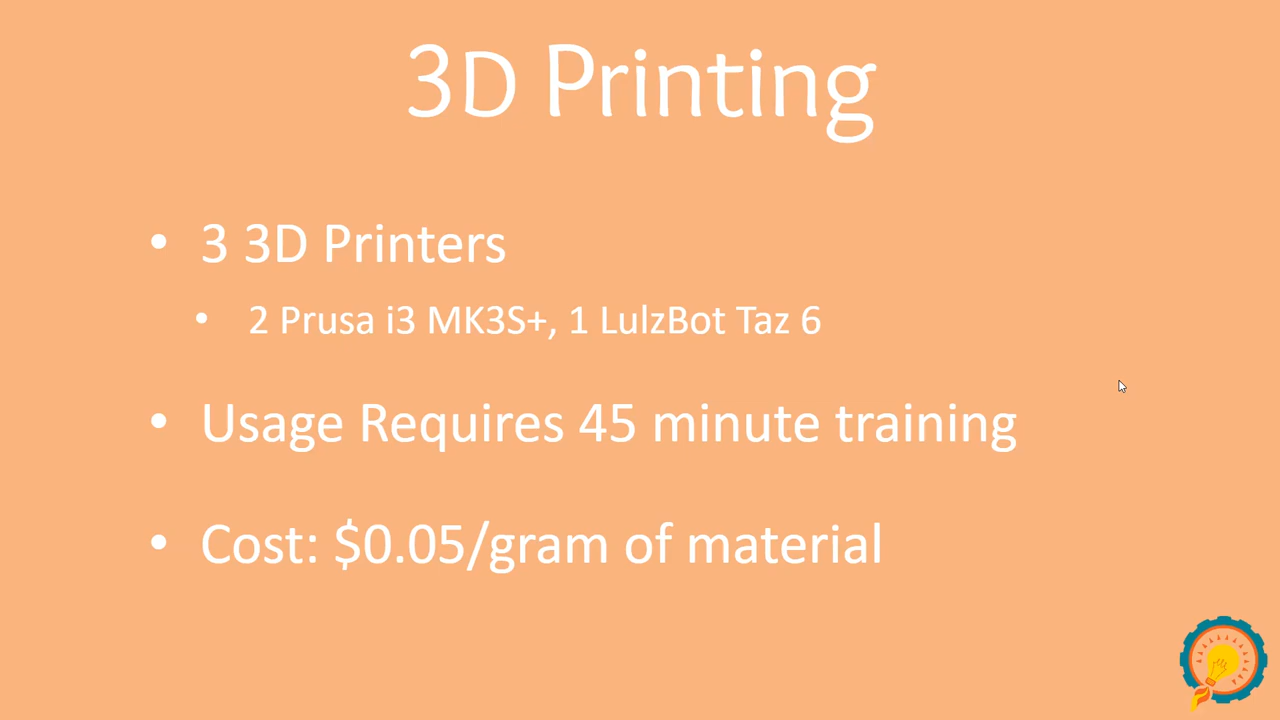 3D Printing
• 3 3D Printers
• 2 Prusa i3 MK3S+, 1 LulzBot Taz 6
• Usage Requires 45 minute training
• Cost: $0.05/gram of material